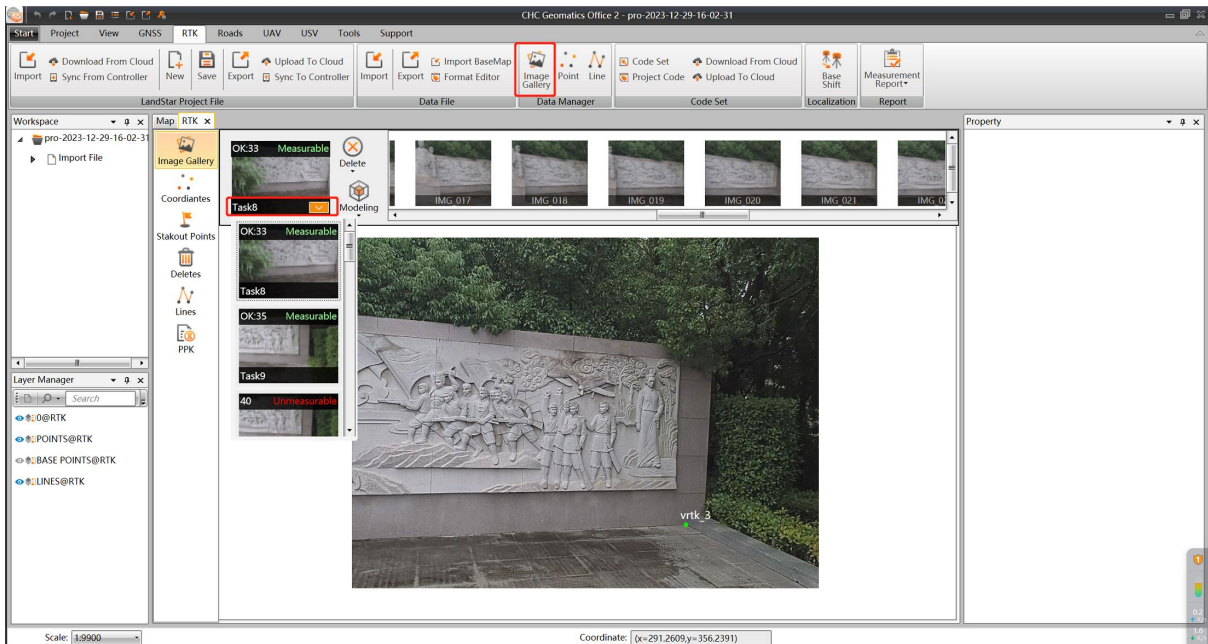 CHC Geomatics Office 2 - pro-2023-12-29-16-02-31
Start Project View GNSS RTK Roads UAV USV Tools Support
Import
Download From Cloud
Sync From Controller
New
Save
Export
Upload To Cloud
Sync To Controller
Import
Export
Import BaseMap
Format Editor
Image
Gallery
Point
Line
Code Set
Project Code
Download From Cloud
Upload To Cloud
Base
Shift
Measurement
Report
LandStar Project File
Data File
Data Manager
Code Set
Localization
Report
Workspace
pro-2023-12-29-16-02-31
Import File
Layer Manager
Search
0@RTK
POINTS@RTK
BASE POINTS@RTK
LINES@RTK
Map RTK
Image Gallery
Coordiantes
Stakout Points
Deletes
Lines
PPK
OK:33 Measurable
Task8
Delete
Modeling
OK:33 Measurable
Task8
OK:35 Measurable
Task9
40 Unmeasurable
IMG_017 IMG_018 IMG_019 IMG_020 IMG_021
vrtk_3
Property
0.2
1.6
Scale: 1:9900
Coordinate: (x=291.2609,y=356.2391)